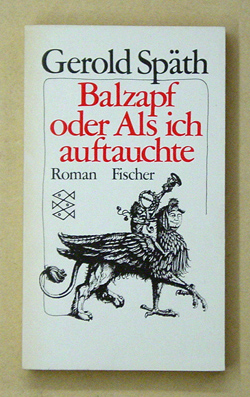 Gerold Späth
Balzapf
oder Als ich
auftauchte
Roman Fischer